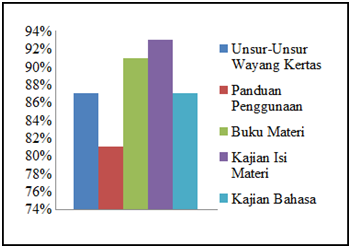 94%
92%
90%
88%
86%
84%
82%
80%
78%
76%
74%
Unsur-Unsur
Wayang Kertas
Panduan
Penggunaan
Buku Materi
Kajian Isi
Materi
Kajian Bahasa